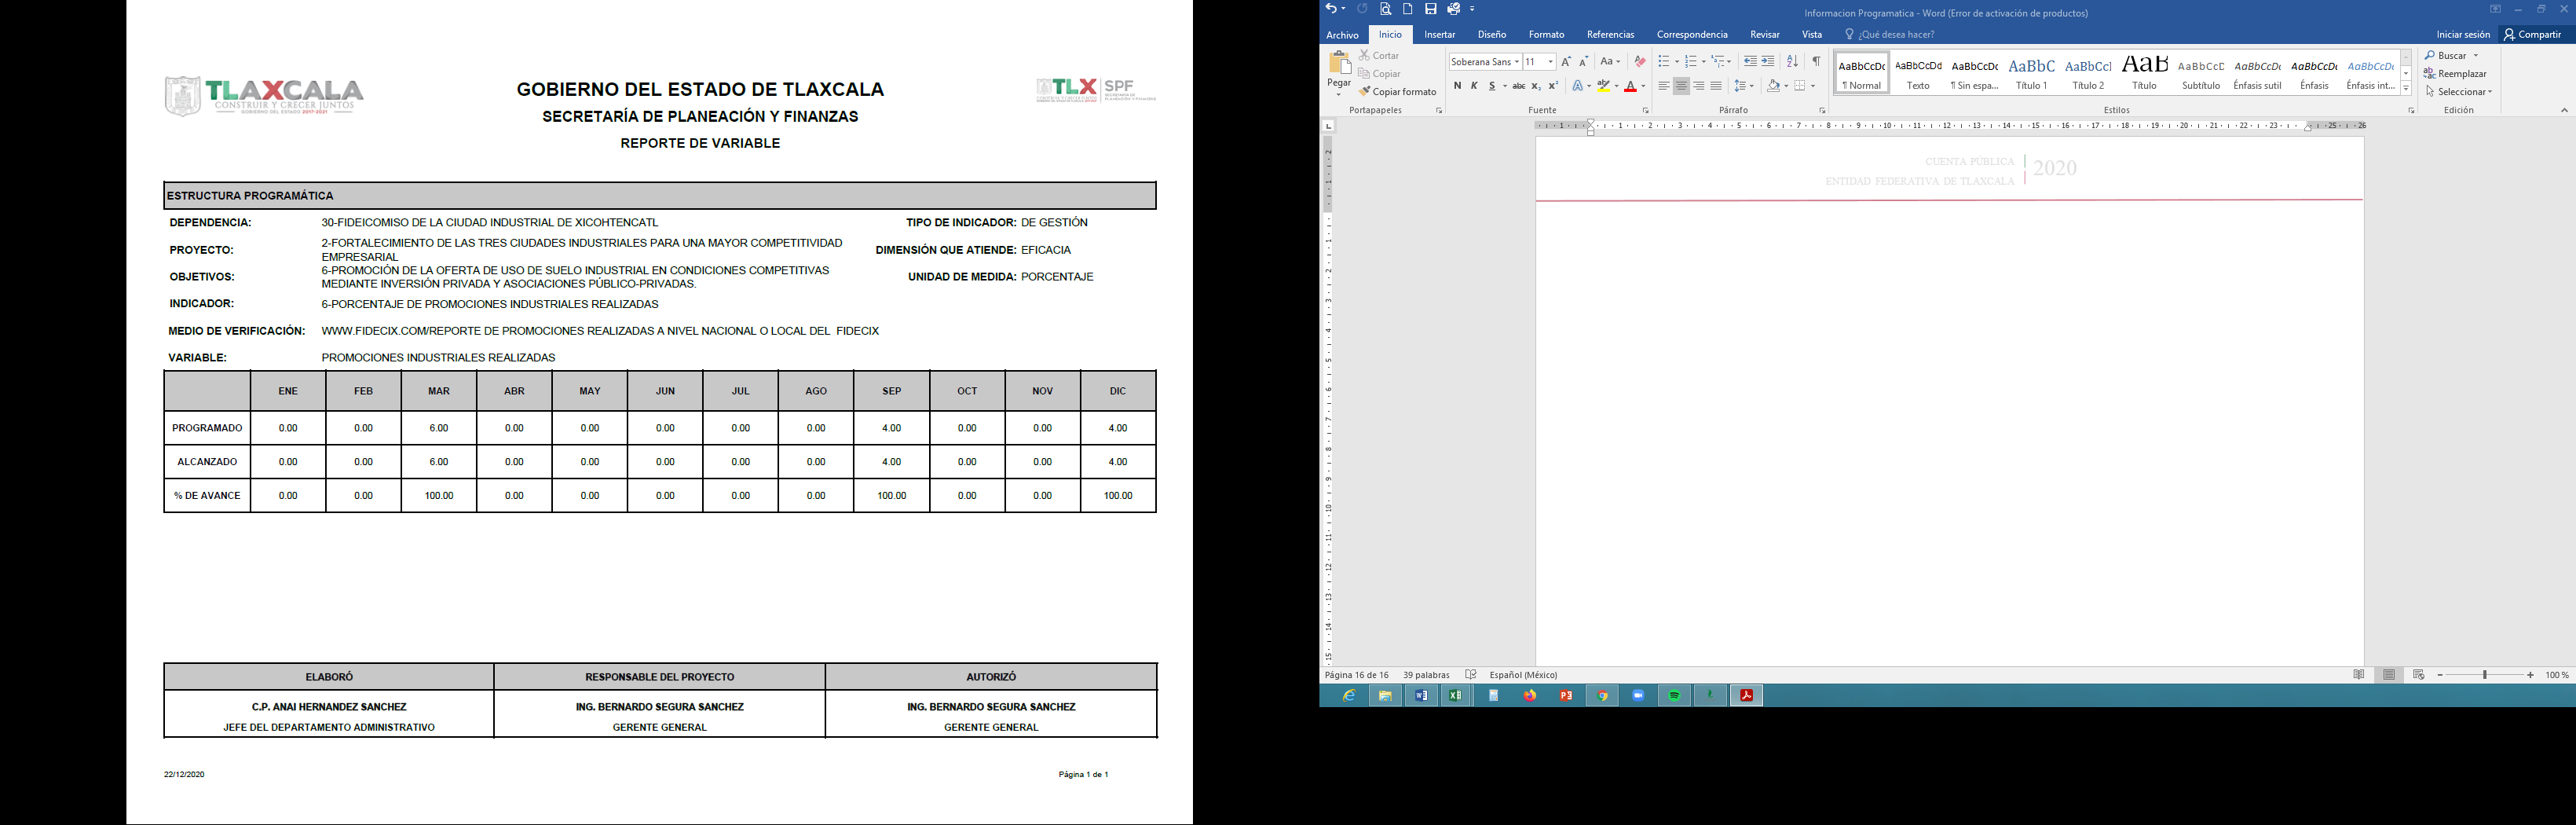 TLAXCALA
CONSTRUIR Y CRECER JUNTOS
GOBIERNO DEL ESTADO 2017-2021
GOBIERNO DEL ESTADO DE TLAXCALA
SECRETARÍA DE PLANEACIÓN Y FINANZAS
REPORTE DE VARIABLE
TLX SPF
ESTRUCTURA PROGRAMÁTICA
DEPENDENCIA: 30-FIDEICOMISO DE LA CIUDAD INDUSTRIAL DE XICOHTENCATL TIPO DE INDICADOR: DE GESTIÓN
PROYECTO: 2-FORTALECIMIENTO DE LAS TRES CIUDADES INDUSTRIALES PARA UNA MAYOR COMPETITIVIDAD
EMPRESARIAL DIMENSIÓN QUE ATIENDE: EFICACIA
OBJETIVOS: 6-PROMOCIÓN DE LA OFERTA DE USO DE SUELO INDUSTRIAL EN CONDICIONES COMPETITIVAS
MEDIANTE INVERSIÓN PRIVADA Y ASOCIACIONES PÚBLICO-PRIVADAS. UNIDAD DE MEDIDA: PORCENTAJE
INDICADOR: 6-PORCENTAJE DE PROMOCIONES INDUSTRIALES REALIZADAS
MEDIO DE VERIFICACIÓN: WWW.FIDECIX.COM/REPORTE DE PROMOCIONES REALIZADAS A NIVEL NACIONAL O LOCAL DEL FIDECIX
VARIABLE: PROMOCIONES INDUSTRIALES REALIZADAS
ENE FEB MAR ABR MAY JUN JUL AGO SEP OCT NOV DIC
PROGRAMADO 0.00 0.00 6.00 0.00 0.00 0.00 0.00 0.00 4.00 0.00 0.00 4.00
ALCANZADO 0.00 0.00 6.00 0.00 0.00 0.00 0.00 0.00 4.00 0.00 0.00 4.00
% DE AVANCE 0.00 0.00 100.00 0.00 0.00 0.00 0.00 0.00 100.00 0.00 0.00 100.00
ELABORÓ RESPONSABLE DEL PROYECTO AUTORIZÓ
C.P. ANAI HERNANDEZ SANCHEZ ING. BERNARDO SEGURA SANCHEZ ING. BERNARDO SEGURA SANCHEZ
JEFE DEL DEPARTAMENTO ADMINISTRATIVO GERENTE GENERAL GERENTE GENERAL
22/12/2020 Página 1 de 1
Informacion Programatica - Word (Error de activación de productos)
Archivo Inicio Insertar Diseño Formato Referencias Correspondencia Revisar Vista ¿Qué desea hacer? Iniciar sesión Compartir
Pegar Cortar
Copiar
Copiar formato
Soberana Sans 11
N K S abc
AaBbCcDc AaBbCcDd AaBbCcDc AaBbC AaBbCcl AaB AaBbCcD AaBbCcDc AaBbCcDc AaBbCcDc
¶ Normal Texto ¶ Sin espa... Título 1 Título 2 Título Subtítulo Énfasis sutil Énfasis Énfasis int...
Buscar
Reemplazar
Seleccionar
Portapapeles Fuente Párrafo Estilos Edición
CUENTA PÚBLICA
ENTIDAD FEDERATIVA DE TLAXCALA
2020
Página 16 de 16 39 palabras Español (México) 100 %